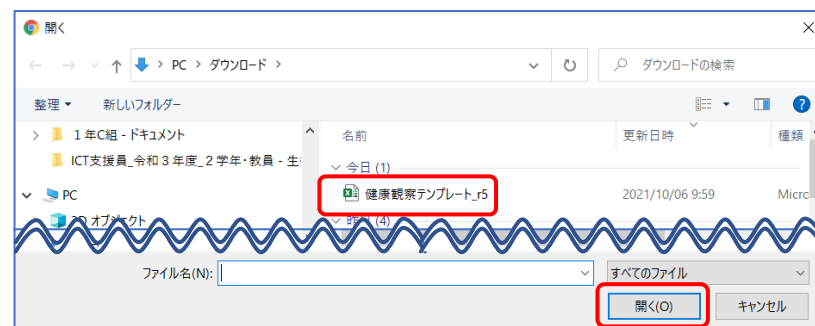 開く
PC > ダウンロード >
ダウンロードの検索
整理 新しいフォルダー
名前 更新日時 種類
1年C組 - ドキュメント
ICT支援員_令和3年度_2学年・教員 - 生
今日 (1)
PC
健康観察テンプレート_r5 2021/10/06 9:59 Micro
3D オブジェクト
昨日 (4)
ファイル名(N): すべてのファイル
開く(O) キャンセル